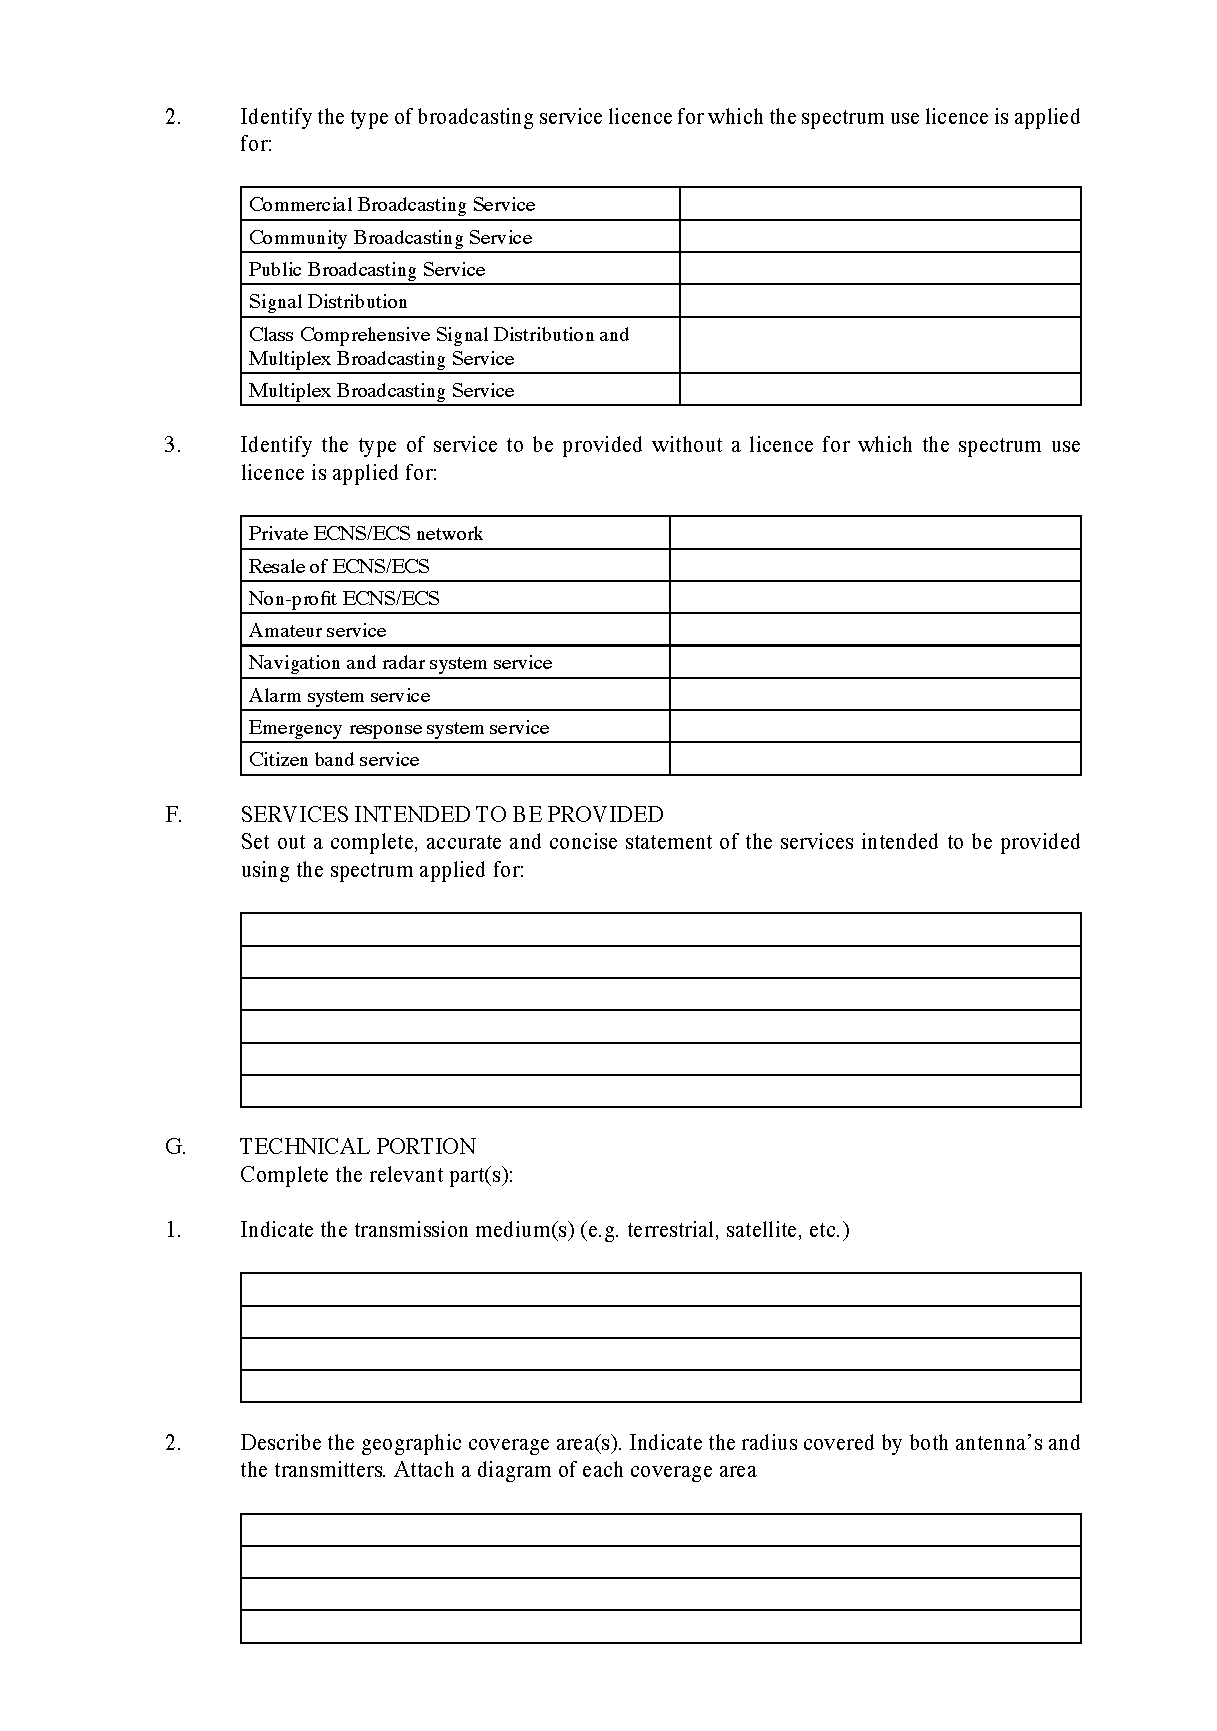 2. Identify the type of broadcasting service licence for which the spectrum use licence is applied
for:
Commercial Broadcasting Service
Community Broadcasting Service
Public Broadcasting Service
Signal Distribution
Class Comprehensive Signal Distribution and
Multiplex Broadcasting Service
Multiplex Broadcasting Service
3. Identify the type of service to be provided without a licence for which the spectrum use
licence is applied for:
Private ECNS/ECS network
Resale of ECNS/ECS
Non-profit ECNS/ECS
Amateur service
Navigation and radar system service
Alarm system service
Emergency response system service
Citizen band service
F. SERVICES INTENDED TO BE PROVIDED
Set out a complete, accurate and concise statement of the services intended to be provided
using the spectrum applied for:
G. TECHNICAL PORTION
Complete the relevant part(s):
1. Indicate the transmission medium(s) (e.g. terrestrial, satellite, etc.)
2. Describe the geographic coverage area(s). Indicate the radius covered by both antenna’s and
the transmitters. Attach a diagram of each coverage area